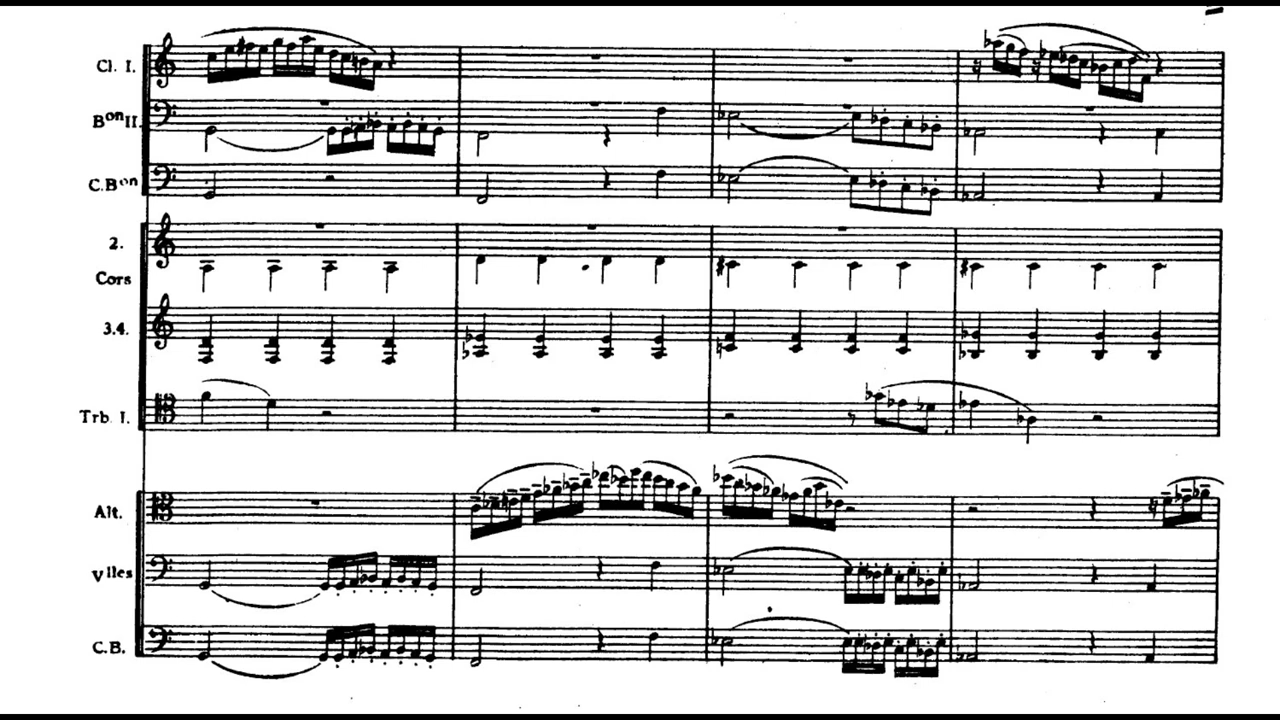 Cl. I.
Bon II.
C.Bon
2.
Cors
3.4.
Trb. I.
Alt.
Vlles
C.B.